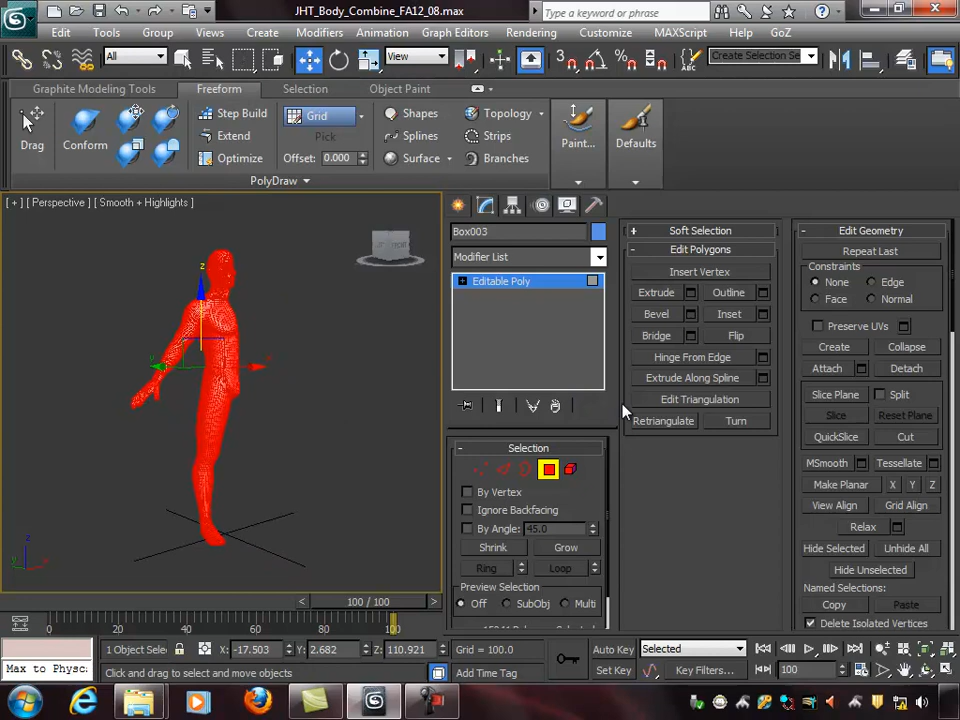 JHT_Body_Combine_FA12_08.max
Type a keyword or phrase
Edit Tools Group Views Create Modifiers Animation Graph Editors Rendering Customize MAXScript Help GoZ
All View Create Selection Se
Graphite Modeling Tools Freeform Selection Object Paint
Drag Conform Step Build Extend Optimize
Grid Pick Offset: 0.000
Shapes Splines Surface
Topology Strips Branches
Paint... Defaults
PolyDraw
[ + ] [ Perspective ] [ Smooth + Highlights ]
Box003
Modifier List
Editable Poly
Selection
By Vertex
Ignore Backfacing
By Angle: 45.0
Shrink Grow
Ring Loop
Preview Selection
Off SubObj Multi
Soft Selection
Edit Polygons
Insert Vertex
Extrude Outline
Bevel Inset
Bridge Flip
Hinge From Edge
Extrude Along Spline
Edit Triangulation
Retriangulate Turn
Edit Geometry
Repeat Last
Constraints
None Edge
Face Normal
Preserve UVs
Create Collapse
Attach Detach
Slice Plane Split
Slice Reset Plane
QuickSlice Cut
MSmooth Tessellate
Make Planar X Y Z
View Align Grid Align
Relax
Hide Selected Unhide All
Hide Unselected
Named Selections:
Copy Paste
Delete Isolated Vertices
100 / 100
0 20 40 60 80 100
1 Object Sele X: -17.503 Y: 2.682 Z: 110.921 Grid = 100.0 Auto Key Selected
Max to Physc Click and drag to select and move objects Add Time Tag Set Key Key Filters... 100